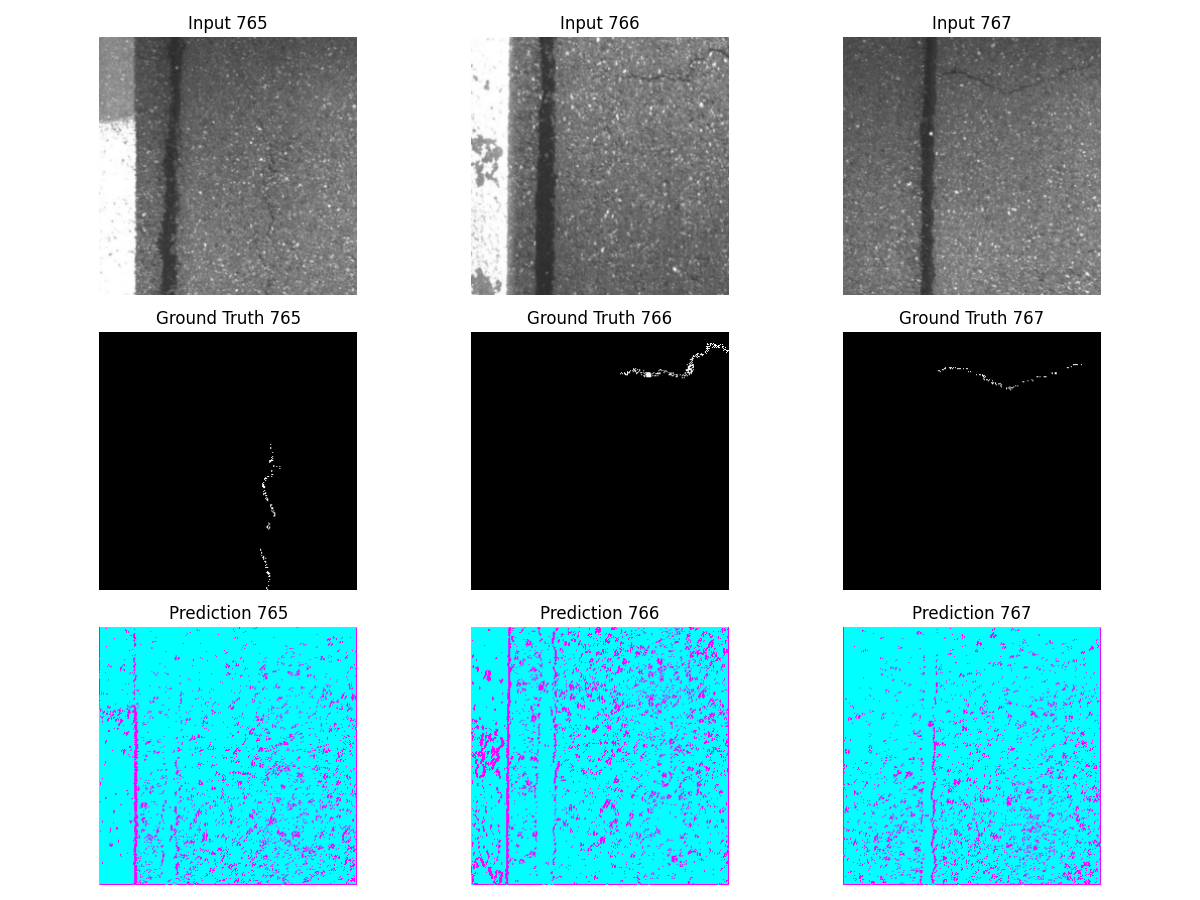 Input 765
Input 766
Input 767
Ground Truth 765
Ground Truth 766
Ground Truth 767
Prediction 765
Prediction 766
Prediction 767